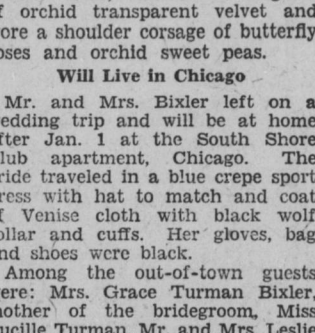 f orchid transparent velvet and
ore a shoulder corsage of butterfly
oses and orchid sweet peas.
Will Live in Chicago
Mr. and Mrs. Bixler left on a
edding trip and will be at home
fter Jan. 1 at the South Shore
lub apartment, Chicago. The
ride traveled in a blue crepe sport
ress with hat to match and coat
f Venise cloth with black wolf
ollar and cuffs. Her gloves, bag
nd shoes were black.
Among the out-of-town guests
ere: Mrs. Grace Turman Bixler,
other of the bridegroom, Miss
ucille Turman, Mr. and Mrs. Leslie